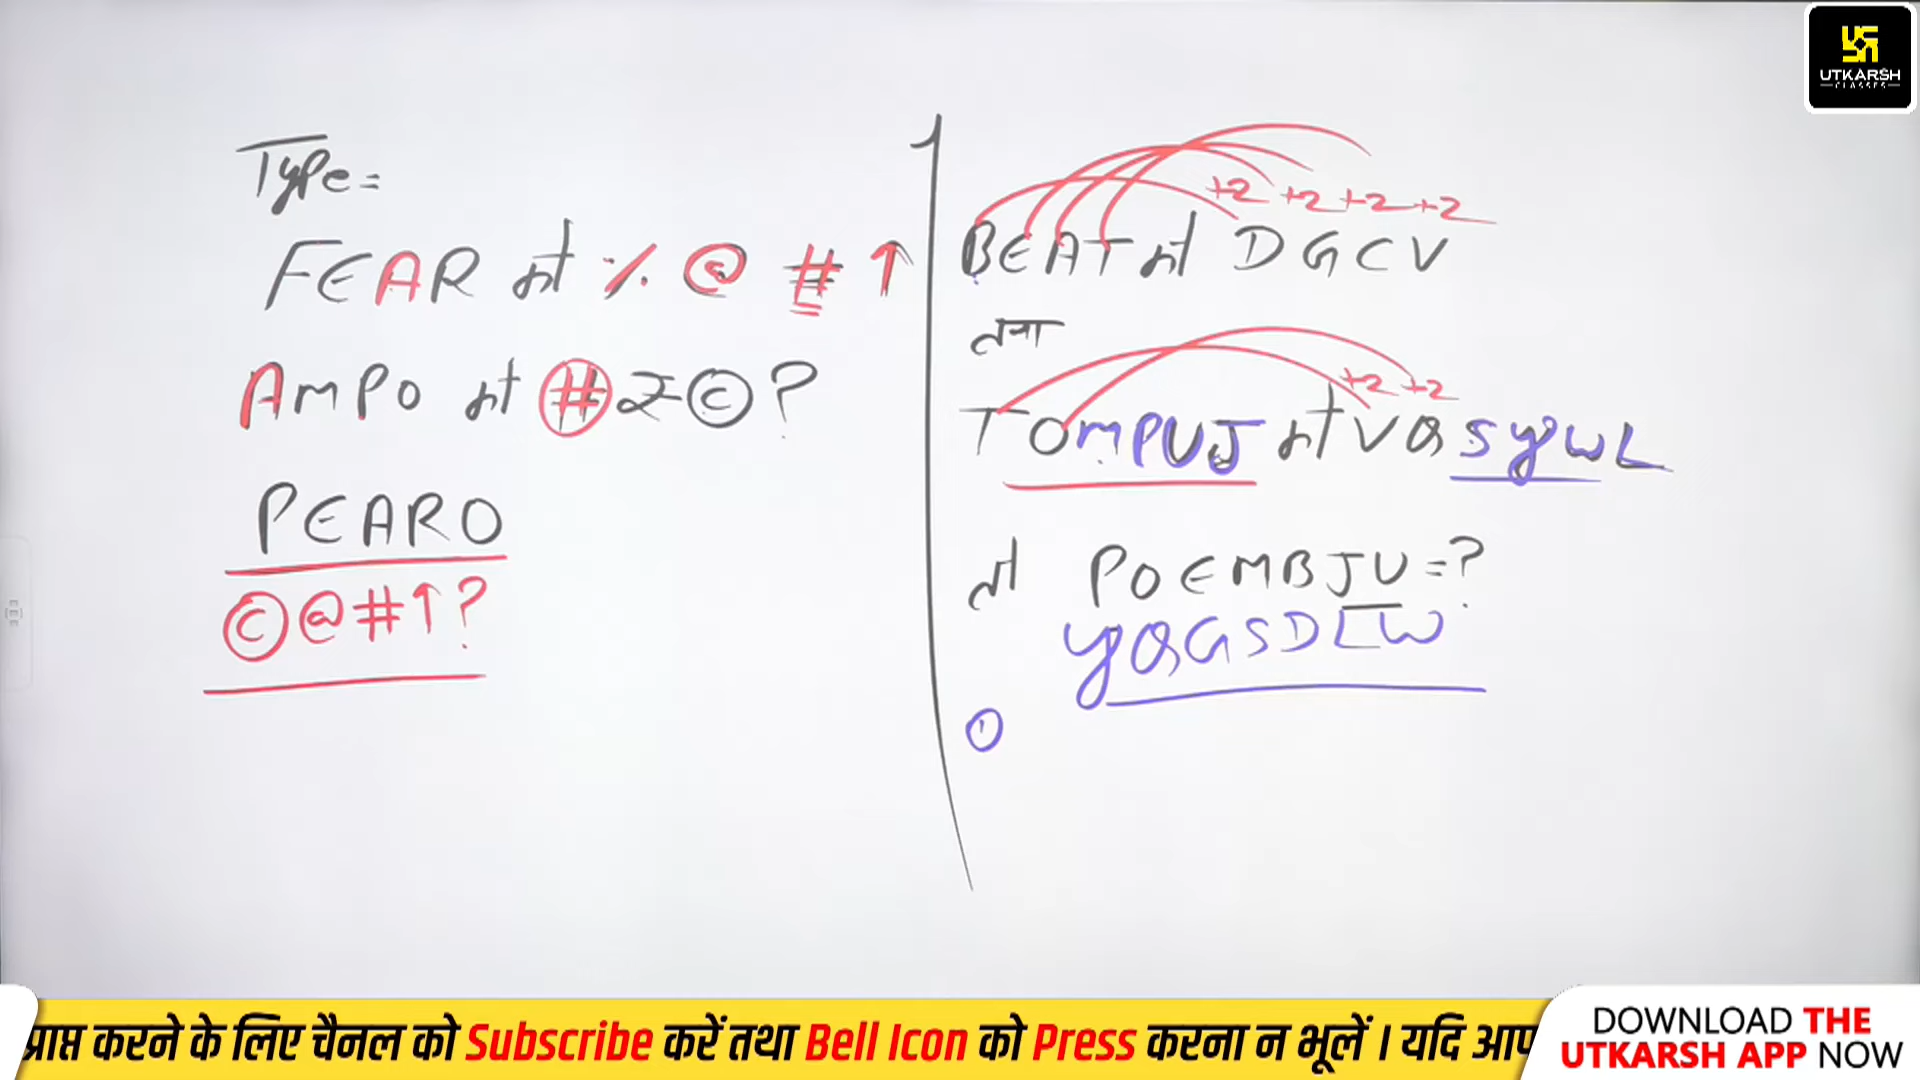 Type=
FEAR को % @ # ↑
AMPO को # 2 © ?
PEARO
© @ # ↑ ?
+2 +2 +2 +2
BEAT को DGCV
तथा
+2 +2
TOMPUJ को VQSYWL
तो POEMBJU=?
YQGSDLW
①
UTKARSH
CLASSES
प्राप्त करने के लिए चैनल को Subscribe करें तथा Bell Icon को Press करना न भूलें । यदि आप
DOWNLOAD THE
UTKARSH APP NOW